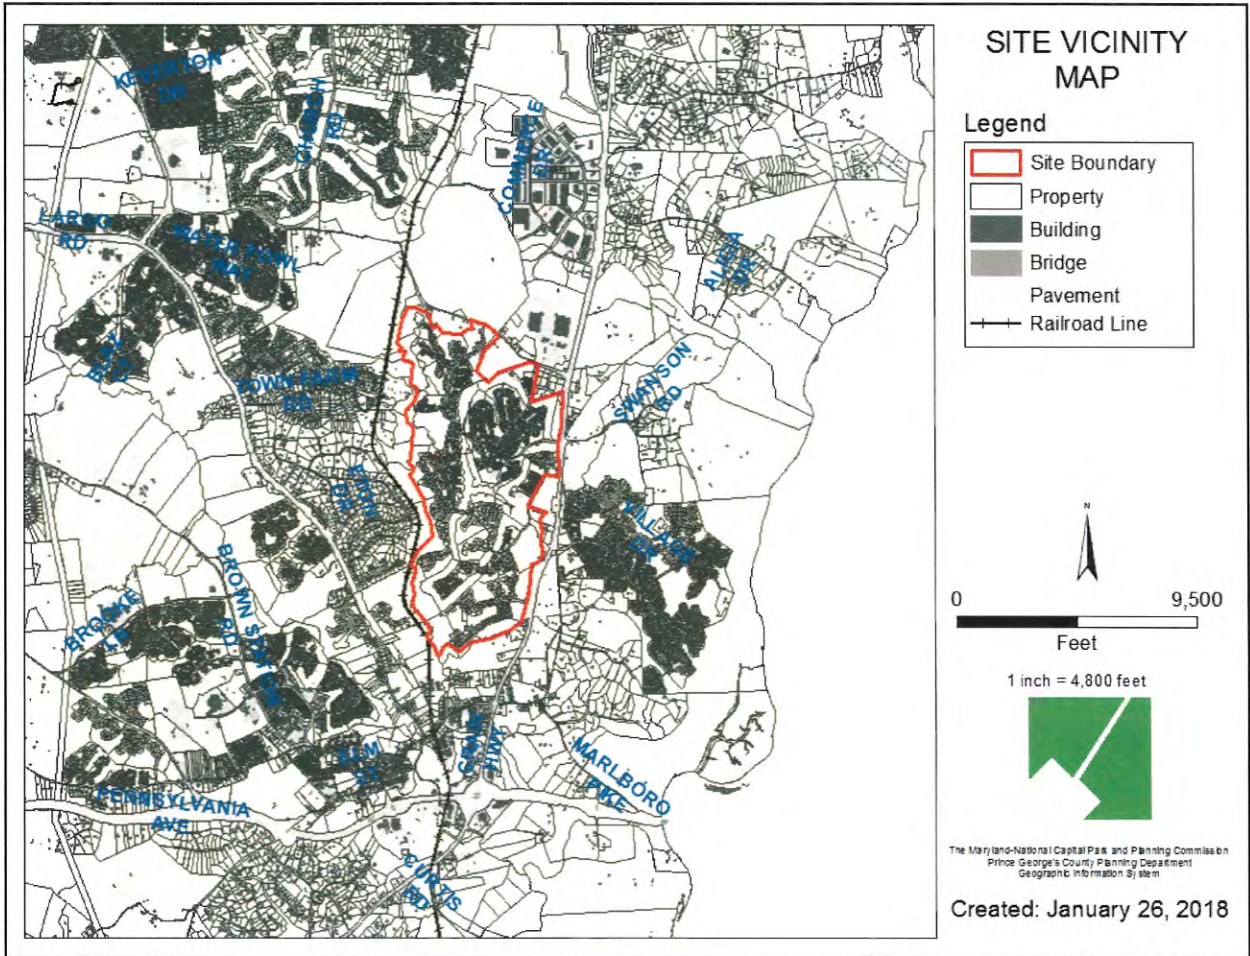 SITE VICINITY
MAP
Legend
Site Boundary
Property
Building
Bridge
Pavement
Railroad Line
N
0 9,500
Feet
1 inch = 4,800 feet
The Maryland-National Capital Park and Planning Commission
Prince George's County Planning Department
Geographic Information System
Created: January 26, 2018
KEVERTON
DR
CHURCH
RD
COMMERCE
DR
LARGO
RD
WATER FOWL
WAY
ALICIA
DR
TOWN FARM
RD
SWANSON
RD
ETON
DR
VILLAGE
DR
BROOKE
LN
BROWN STATION
RD
ELM
ST
CRAIN
HWY
MARLBORO
PIKE
PENNSYLVANIA
AVE
CURTIS
RD